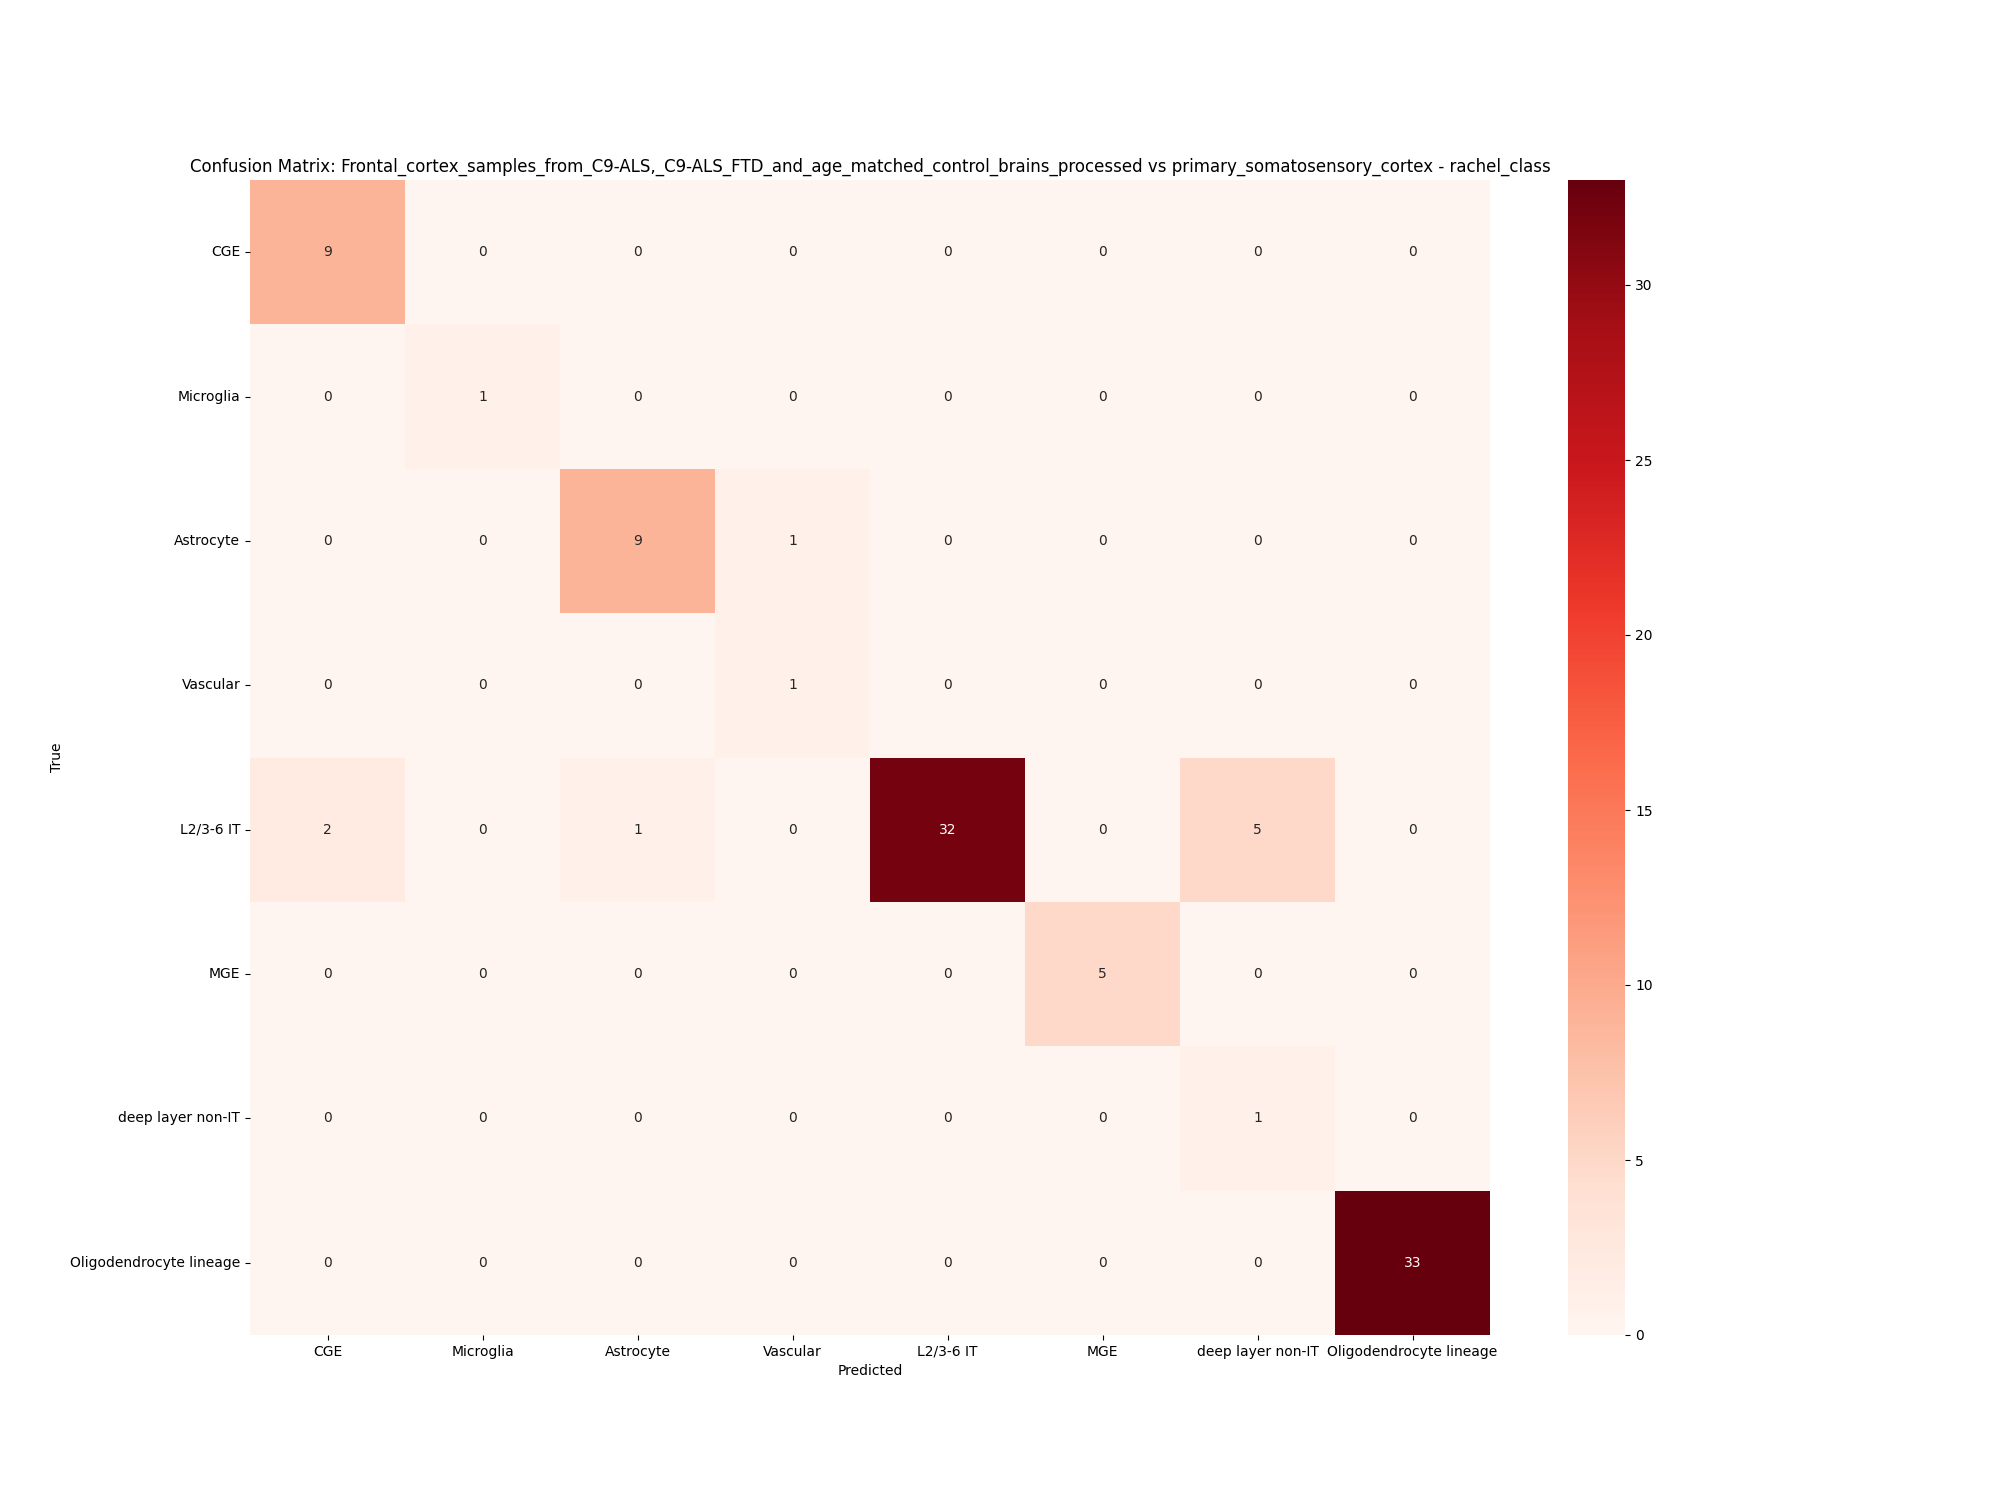 Confusion Matrix: Frontal_cortex_samples_from_C9-ALS,_C9-ALS_FTD_and_age_matched_control_brains_processed vs primary_somatosensory_cortex - rachel_class
True
CGE 9 0 0 0 0 0 0 0
Microglia 0 1 0 0 0 0 0 0
Astrocyte 0 0 9 1 0 0 0 0
Vascular 0 0 0 1 0 0 0 0
L2/3-6 IT 2 0 1 0 32 0 5 0
MGE 0 0 0 0 0 5 0 0
deep layer non-IT 0 0 0 0 0 0 1 0
Oligodendrocyte lineage 0 0 0 0 0 0 0 33
CGE Microglia Astrocyte Vascular L2/3-6 IT MGE deep layer non-IT Oligodendrocyte lineage
Predicted
30
25
20
15
10
5
0